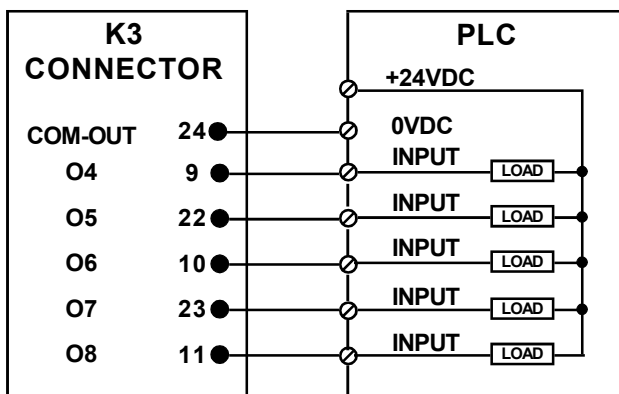 K3 CONNECTOR
PLC
+24VDC
COM-OUT 24 0VDC
O4 9 INPUT LOAD
O5 22 INPUT LOAD
O6 10 INPUT LOAD
O7 23 INPUT LOAD
O8 11 INPUT LOAD